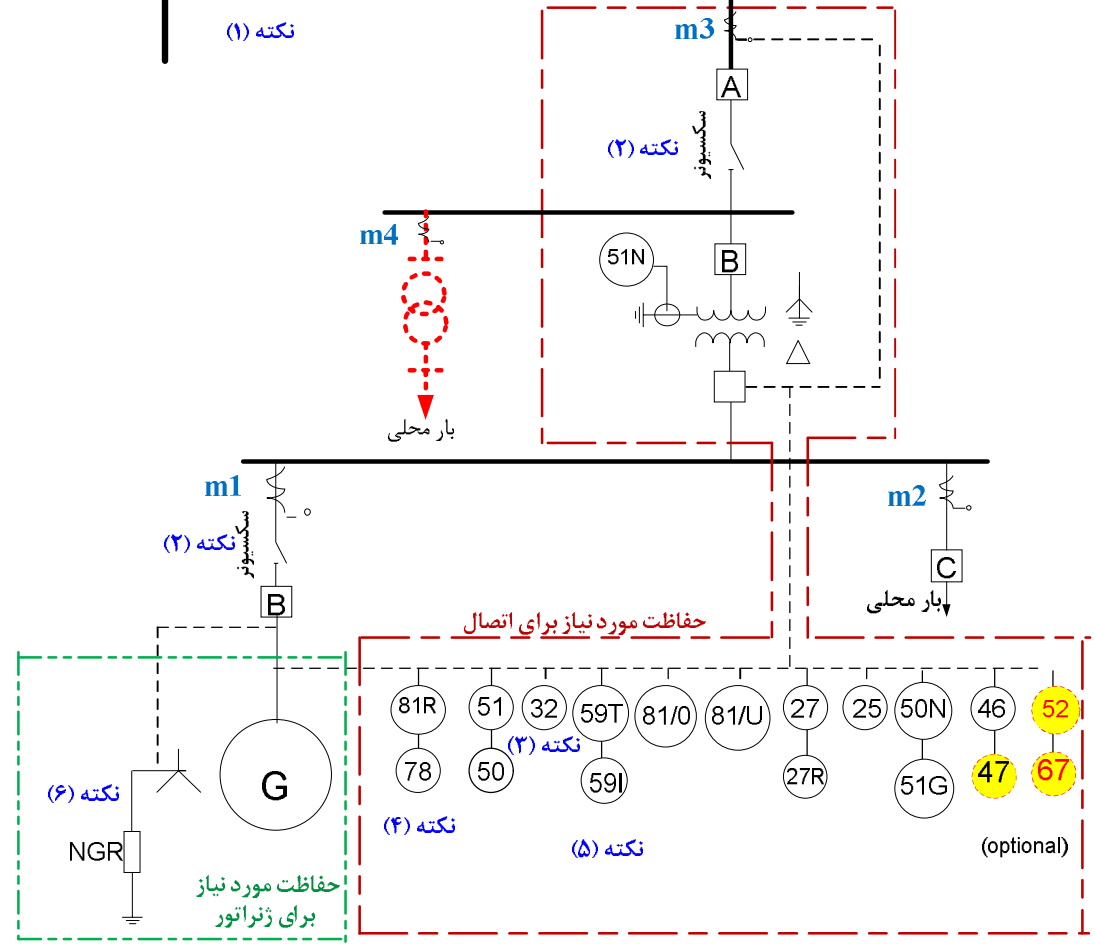 نکته (۱)
m3
A
سکسیونر
نکته (۲)
m4
51N
B
بار محلی
m1
m2
سکسیونر
نکته (۲)
B
C
بار محلی
حفاظت مورد نیاز برای اتصال
81R
51
32
59T
81/0
81/U
27
25
50N
46
52
نکته (۳)
78
50
59I
27R
51G
47
67
G
نکته (۶)
نکته (۴)
نکته (۵)
(optional)
NGR
حفاظت مورد نیاز
برای ژنراتور